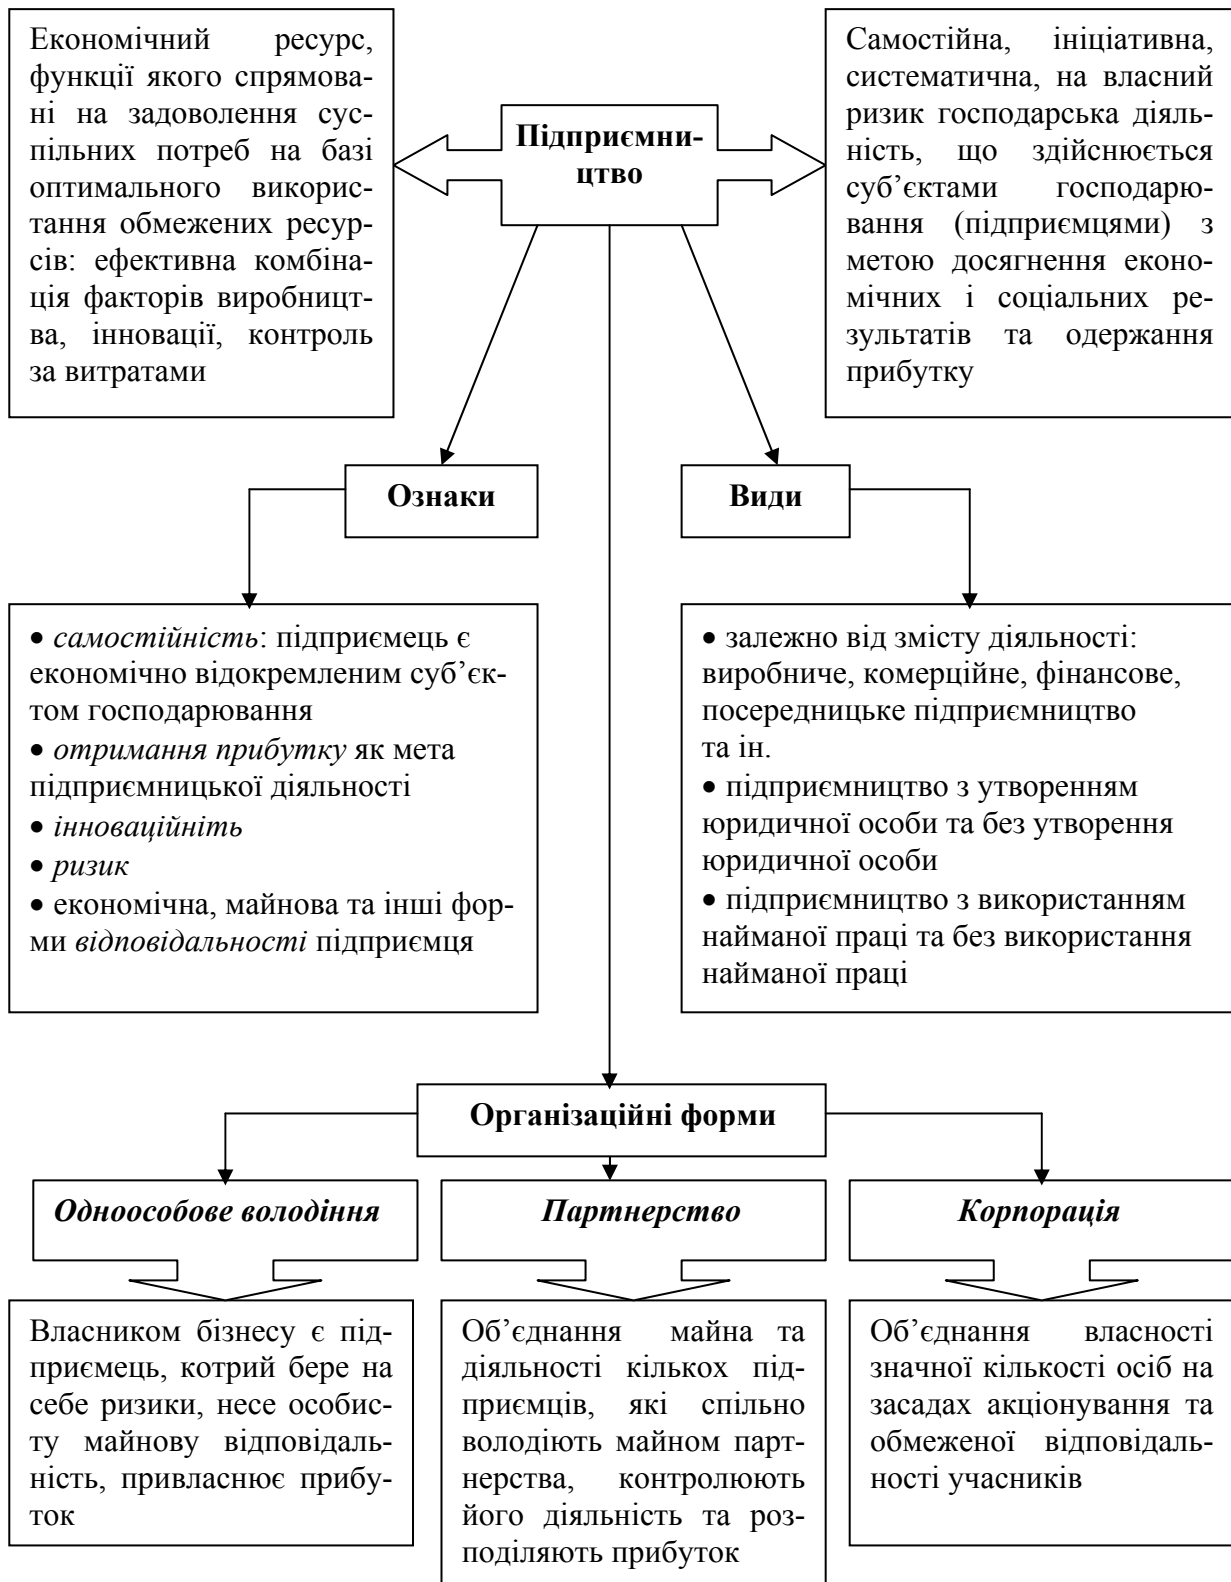 Економічний ресурс,
функції якого спрямова-
ні на задоволення сус-
пільних потреб на базі
оптимального викорис-
тання обмежених ресур-
сів: ефективна комбіна-
ція факторів виробницт-
ва, інновації, контроль
за витратами
Підприємни-
цтво
Самостійна, ініціативна,
систематична, на власний
ризик господарська діяль-
ність, що здійснюється
суб’єктами господарю-
вання (підприємцями) з
метою досягнення еконо-
мічних і соціальних ре-
зультатів та одержання
прибутку
Ознаки
Види
• самостійність: підприємець є
економічно відокремленим суб’єк-
том господарювання
• отримання прибутку як мета
підприємницької діяльності
• інноваційніть
• ризик
• економічна, майнова та інші фор-
ми відповідальності підприємця
• залежно від змісту діяльності:
виробниче, комерційне, фінансове,
посередницьке підприємництво
та ін.
• підприємництво з утворенням
юридичної особи та без утворення
юридичної особи
• підприємництво з використанням
найманої праці та без використання
найманої праці
Організаційні форми
Одноособове володіння
Партнерство
Корпорація
Власником бізнесу є під-
приємець, котрий бере на
себе ризики, несе особис-
ту майнову відповідаль-
ність, привласнює прибу-
ток
Об’єднання майна та
діяльності кількох під-
приємців, які спільно
володіють майном парт-
нерства, контролюють
його діяльність та роз-
поділяють прибуток
Об’єднання власності
значної кількості осіб на
засадах акціонування та
обмеженої відповідаль-
ності учасників